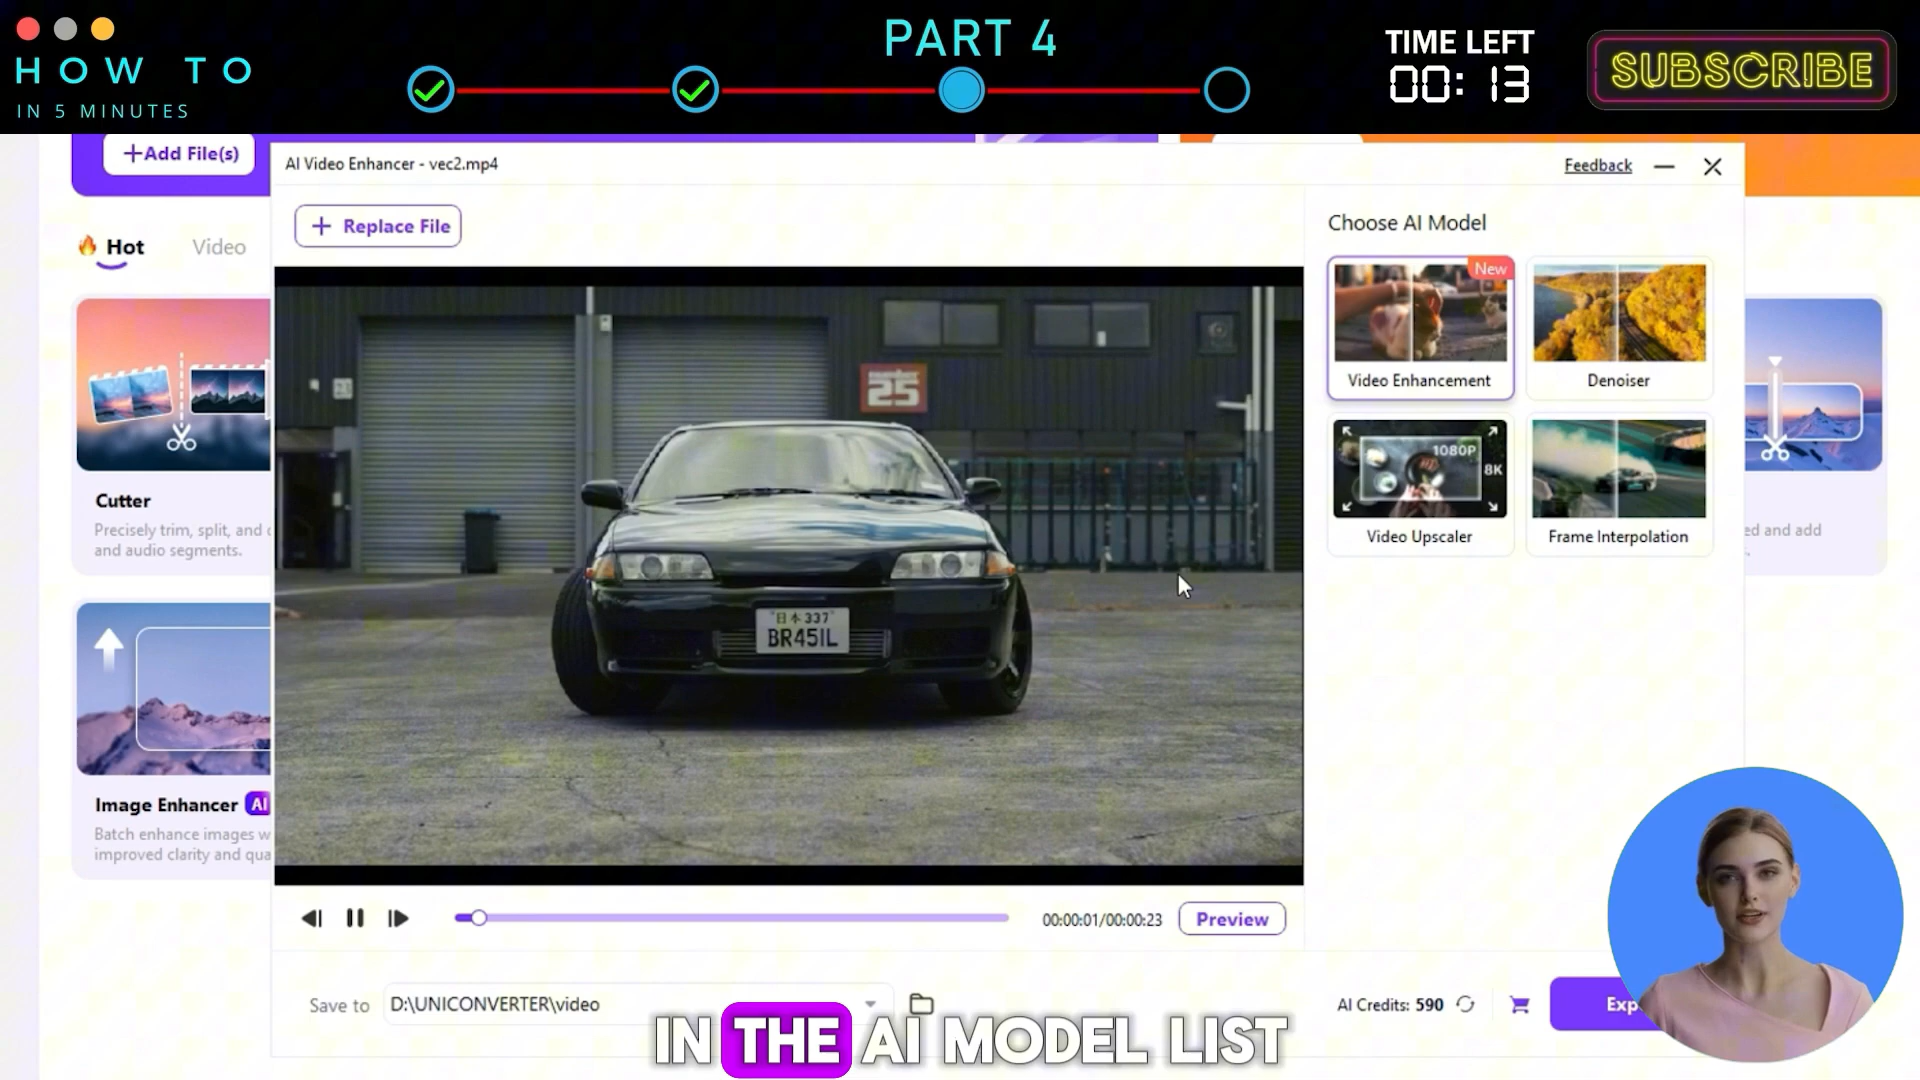 HOW TO
IN 5 MINUTES
PART 4
TIME LEFT
00:13
SUBSCRIBE
+Add File(s)
AI Video Enhancer - vec2.mp4
Feedback
Hot
Video
+ Replace File
Choose AI Model
New
Video Enhancement
Denoiser
1080P
8K
Video Upscaler
Frame Interpolation
number
25
日本 337
BR45IL
Cutter
Precisely trim, split, and
and audio segments.
ed and add
Image Enhancer AI
Batch enhance images w
improved clarity and qua
00:00:01/00:00:23
Preview
Save to
D:\UNICONVERTER\video
AI Credits: 590
Exp
IN THE AI MODEL LIST